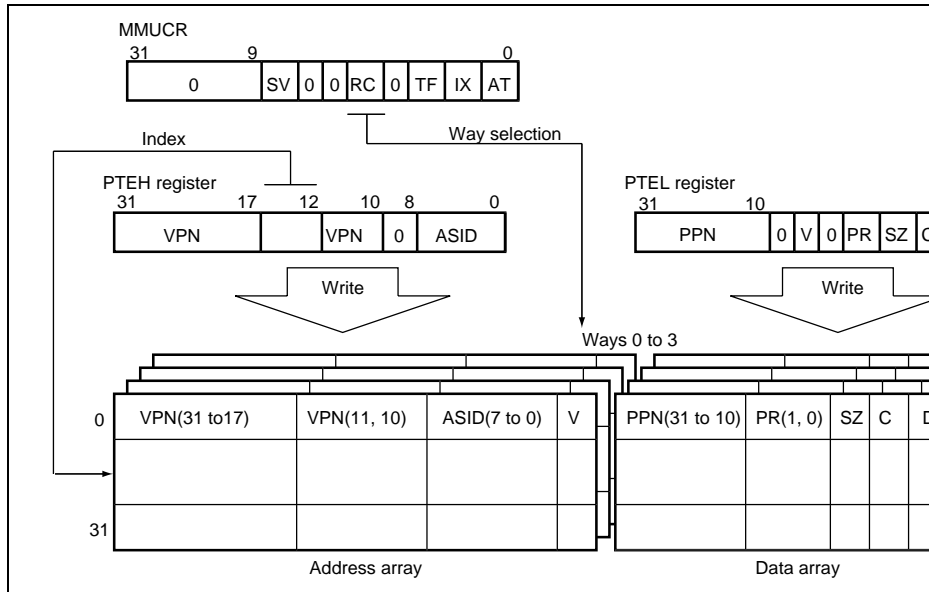 MMUCR
31 9 0
0 SV 0 0 RC 0 TF IX AT
Way selection
Index
PTEH register
31 17 12 10 8 0
VPN VPN 0 ASID
PTEL register
31 10
PPN 0 V 0 PR SZ
Write
Write
Ways 0 to 3
0 VPN(31 to17) VPN(11, 10) ASID(7 to 0) V PPN(31 to 10) PR(1, 0) SZ C
31
Address array
Data array